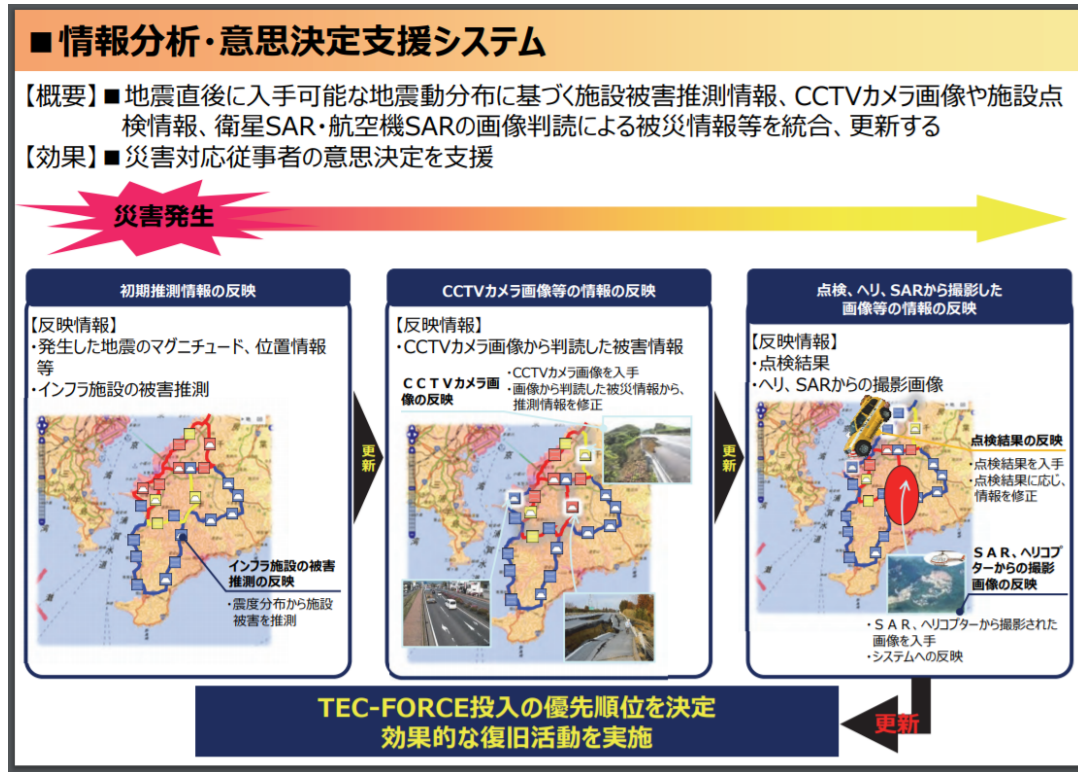 ■情報分析・意思決定支援システム
【概要】■地震直後に入手可能な地震動分布に基づく施設被害推測情報、CCTVカメラ画像や施設点
検情報、衛星SAR・航空機SARの画像判読による被災情報等を統合、更新する
【効果】■災害対応従事者の意思決定を支援
災害発生
初期推測情報の反映
【反映情報】
・発生した地震のマグニチュード、位置情報
等
・インフラ施設の被害推測
インフラ施設の被害
推測の反映
・震度分布から施設
被害を推測
更新
CCTVカメラ画像等の情報の反映
【反映情報】
・CCTVカメラ画像から判読した被害情報
CCTVカメラ画
像の反映
・CCTVカメラ画像を入手
・画像から判読した被災情報から、
推測情報を修正
更新
点検、ヘリ、SARから撮影した
画像等の情報の反映
【反映情報】
・点検結果
・ヘリ、SARからの撮影画像
点検結果の反映
・点検結果を入手
・点検結果に応じ、
情報を修正
SAR、ヘリコプ
ターからの撮影
画像の反映
・SAR、ヘリコプターから撮影された
画像を入手
・システムへの反映
更新
TEC-FORCE投入の優先順位を決定
効果的な復旧活動を実施